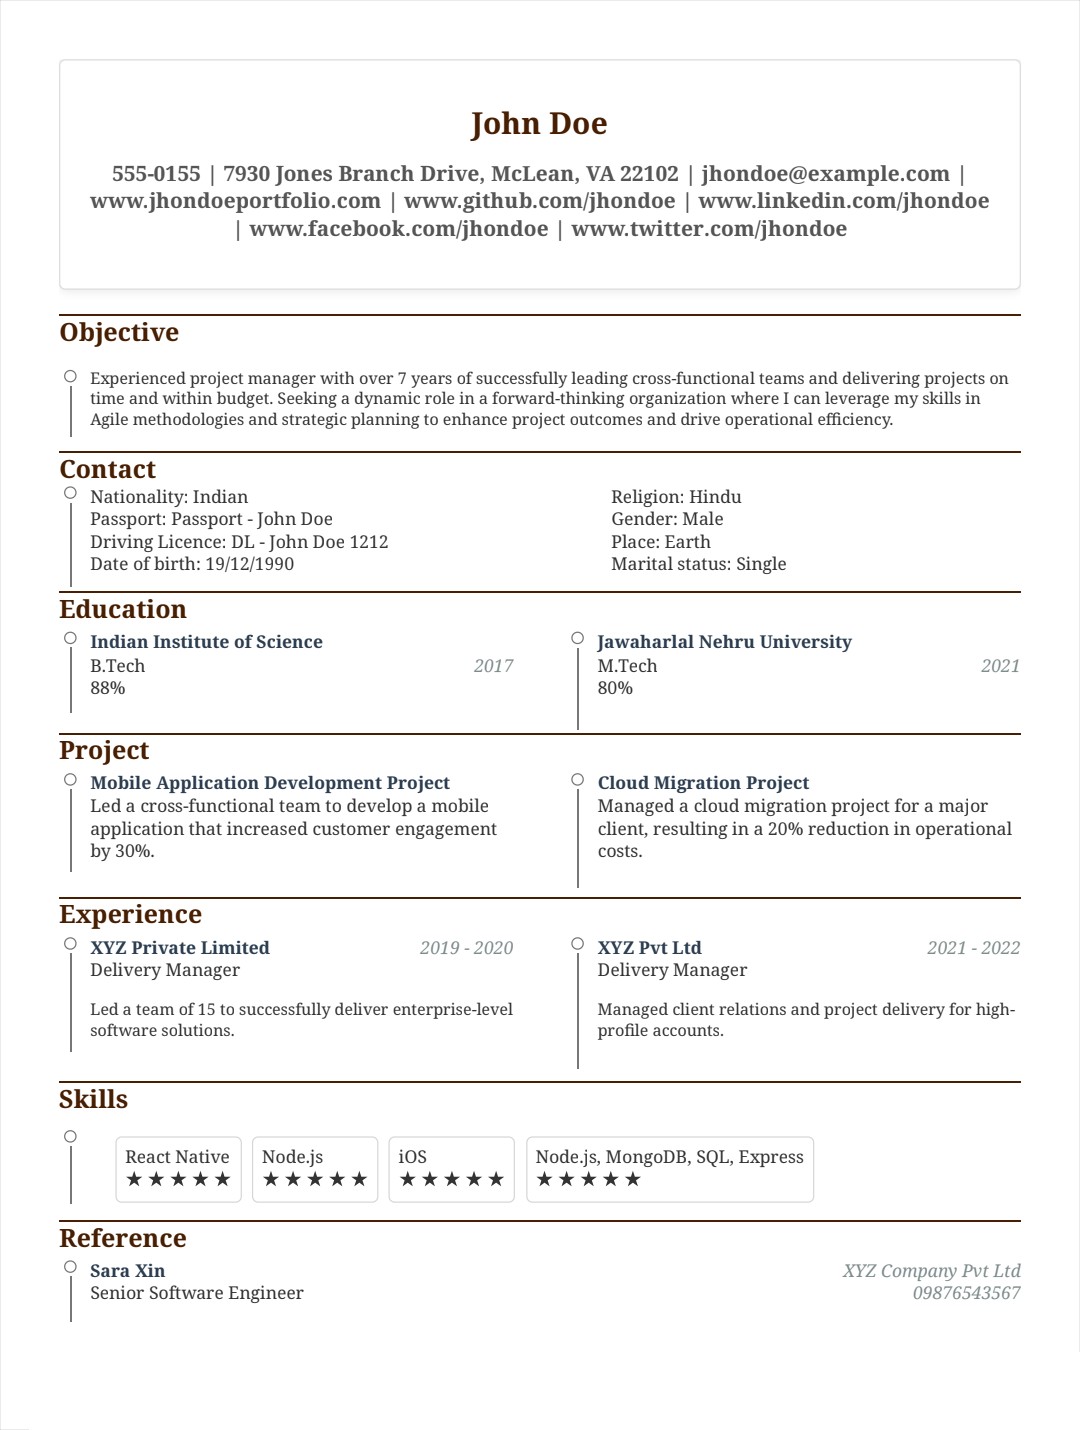 John Doe
555-0155 | 7930 Jones Branch Drive, McLean, VA 22102 | jhondoe@example.com |
www.jhondoeportfolio.com | www.github.com/jhondoe | www.linkedin.com/jhondoe
| www.facebook.com/jhondoe | www.twitter.com/jhondoe
Objective
Experienced project manager with over 7 years of successfully leading cross-functional teams and delivering projects on
time and within budget. Seeking a dynamic role in a forward-thinking organization where I can leverage my skills in
Agile methodologies and strategic planning to enhance project outcomes and drive operational efficiency.
Contact
Nationality: Indian
Passport: Passport - John Doe
Driving Licence: DL - John Doe 1212
Date of birth: 19/12/1990
Religion: Hindu
Gender: Male
Place: Earth
Marital status: Single
Education
Indian Institute of Science
B.Tech 2017
88%
Jawaharlal Nehru University
M.Tech 2021
80%
Project
Mobile Application Development Project
Led a cross-functional team to develop a mobile
application that increased customer engagement
by 30%.
Cloud Migration Project
Managed a cloud migration project for a major
client, resulting in a 20% reduction in operational
costs.
Experience
XYZ Private Limited 2019 - 2020
Delivery Manager
Led a team of 15 to successfully deliver enterprise-level
software solutions.
XYZ Pvt Ltd 2021 - 2022
Delivery Manager
Managed client relations and project delivery for high-
profile accounts.
Skills
React Native
★★★★★
Node.js
★★★★★
iOS
★★★★★
Node.js, MongoDB, SQL, Express
★★★★★
Reference
Sara Xin XYZ Company Pvt Ltd
Senior Software Engineer 09876543567